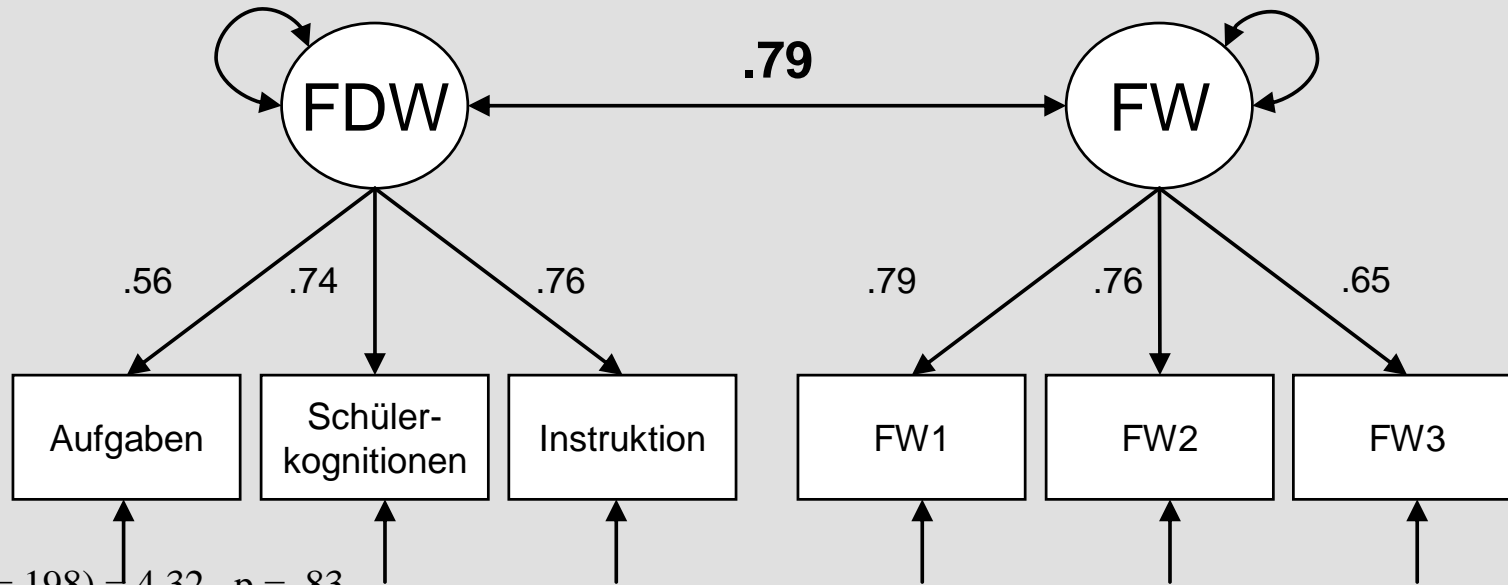 .79
FDW
FW
.56
.74
.76
.79
.76
.65
Aufgaben
Schüler-
kognitionen
Instruktion
FW1
FW2
FW3
= 198) = 4.32, p = .83